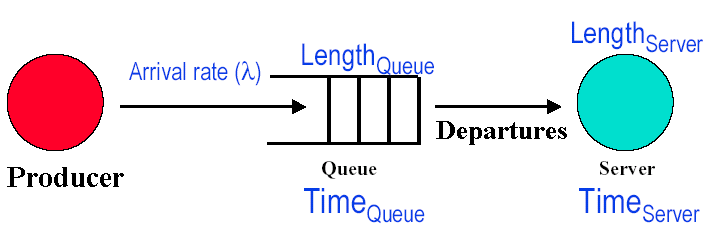 Length_Server
Length_Queue
Arrival rate (λ)
Departures
Producer
Queue
Server
Time_Queue
Time_Server